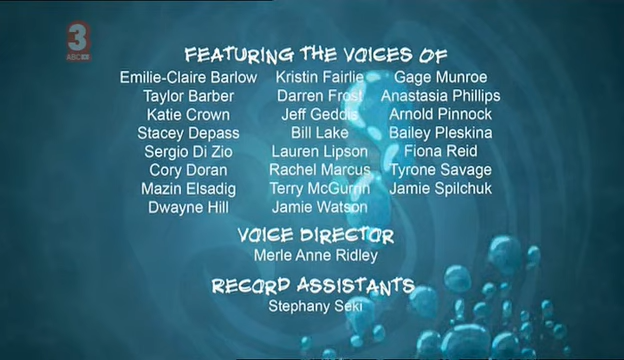 3
ABC
FEATURING THE VOICES OF
Emilie-Claire Barlow Kristin Fairlie Gage Munroe
Taylor Barber Darren Frost Anastasia Phillips
Katie Crown Jeff Geddis Arnold Pinnock
Stacey Depass Bill Lake Bailey Pleskina
Sergio Di Zio Lauren Lipson Fiona Reid
Cory Doran Rachel Marcus Tyrone Savage
Mazin Elsadig Terry McGurrin Jamie Spilchuk
Dwayne Hill Jamie Watson
VOICE DIRECTOR
Merle Anne Ridley
RECORD ASSISTANTS
Stephany Seki